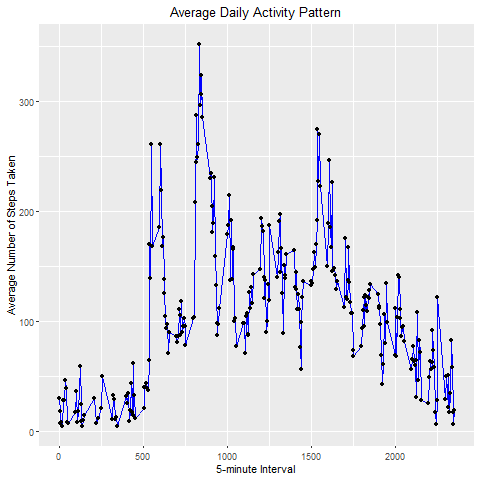 Average Daily Activity Pattern
Average Number of Steps Taken
300
200
100
0
0 500 1000 1500 2000
5-minute Interval